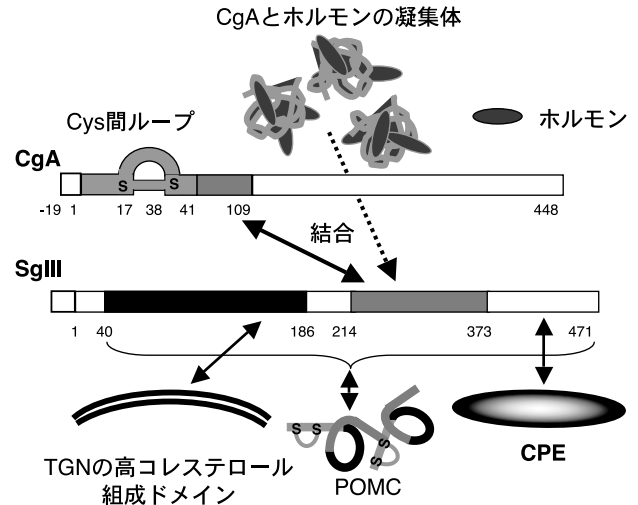 CgAとホルモンの凝集体
Cys間ループ
ホルモン
CgA
S S
-19 1 17 38 41 109 448
結合
SgIII
1 40 186 214 373 471
S S
S
S
TGNの高コレステロール
組成ドメイン
POMC
CPE